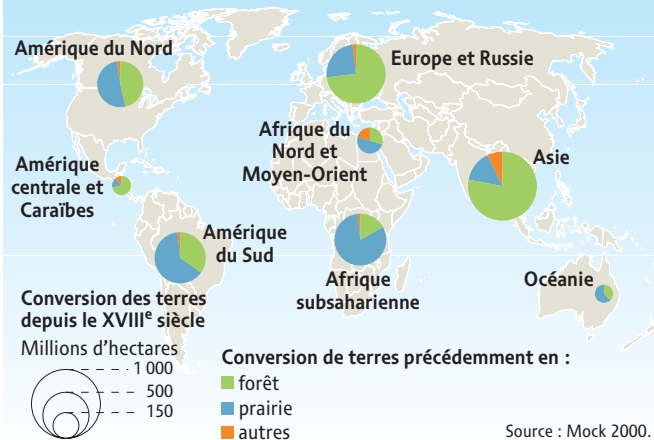 Amérique du Nord
Europe et Russie
Afrique du
Nord et
Moyen-Orient
Asie
Amérique
centrale et
Caraïbes
Amérique
du Sud
Afrique
subsaharienne
Océanie
Conversion des terres
depuis le XVIIIe siècle
Millions d'hectares
1 000
500
150
Conversion de terres précédemment en :
forêt
prairie
autres
Source : Mock 2000.